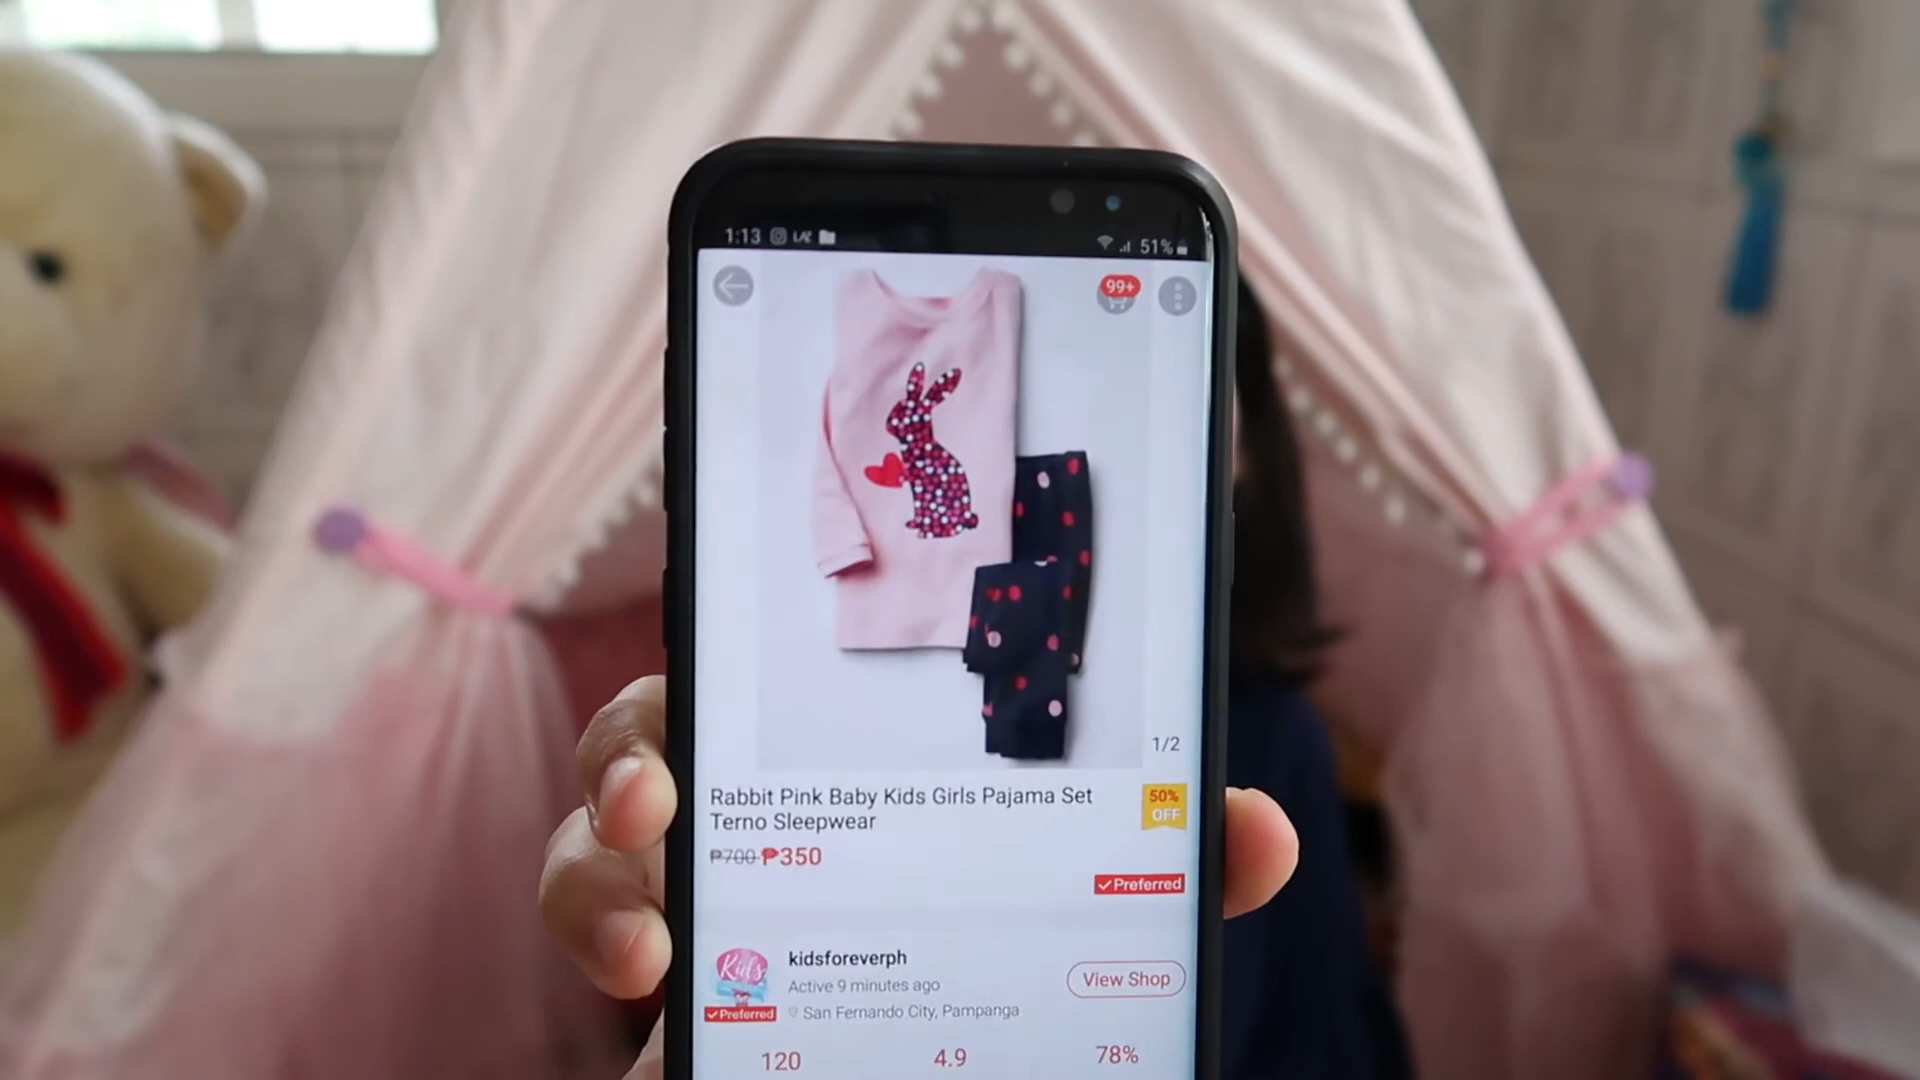 1:13
51%
99+
1/2
Rabbit Pink Baby Kids Girls Pajama Set
Terno Sleepwear
50%
OFF
₱700 ₱350
Preferred
Kids
kidsforeverph
Active 9 minutes ago
View Shop
Preferred
San Fernando City, Pampanga
120
4.9
78%